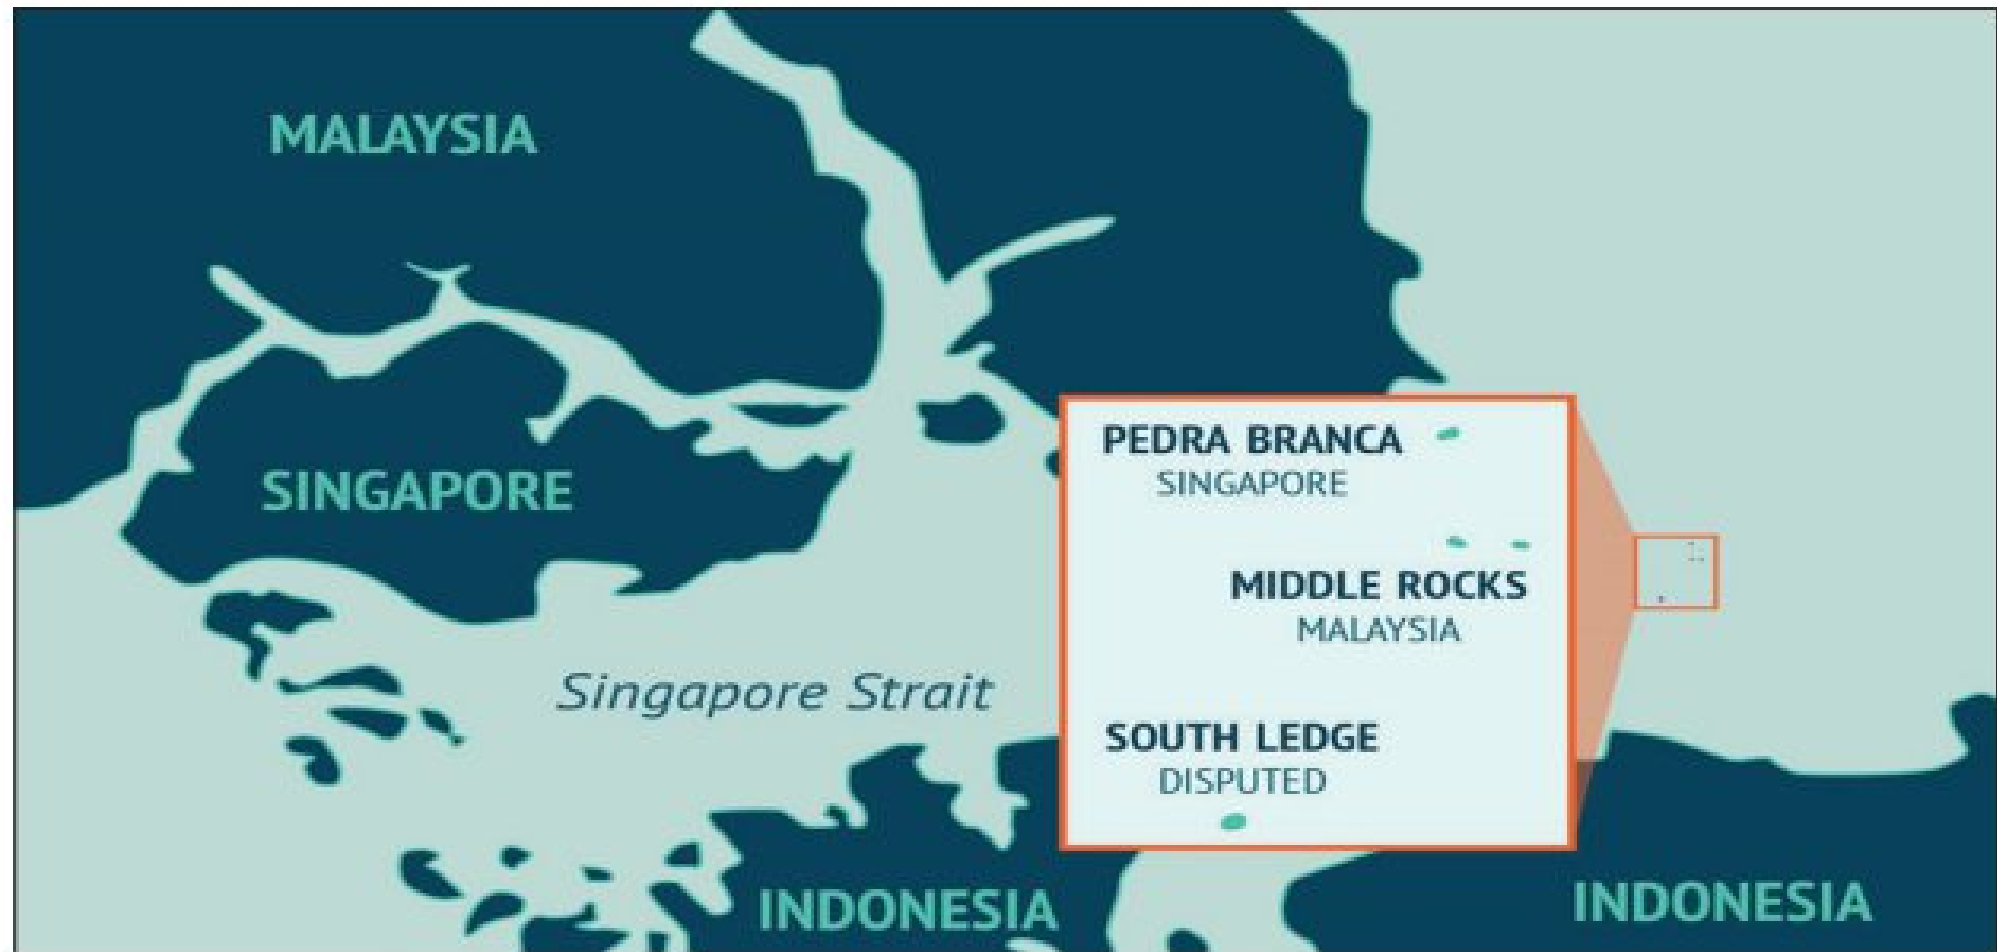 MALAYSIA
SINGAPORE
Singapore Strait
PEDRA BRANCA
SINGAPORE
MIDDLE ROCKS
MALAYSIA
SOUTH LEDGE
DISPUTED
INDONESIA
INDONESIA